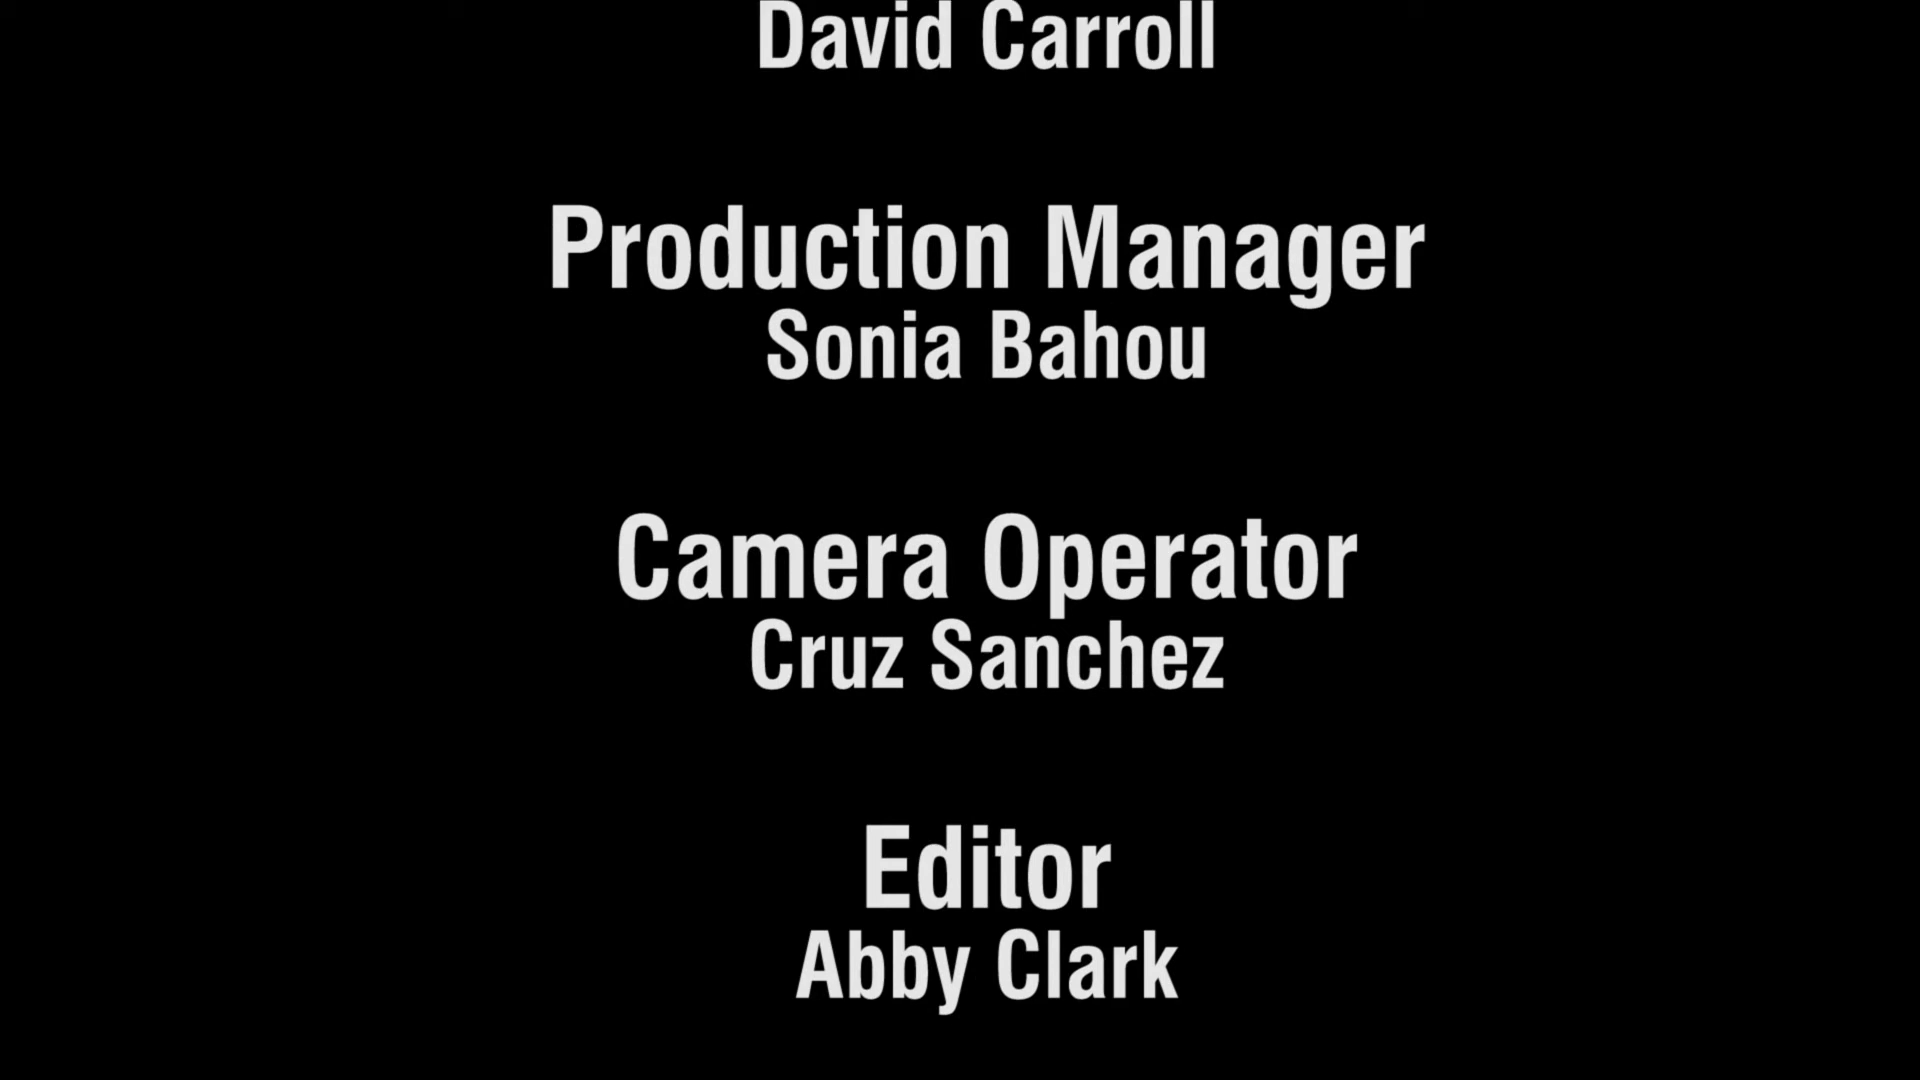 David Carroll
Production Manager
Sonia Bahou
Camera Operator
Cruz Sanchez
Editor
Abby Clark